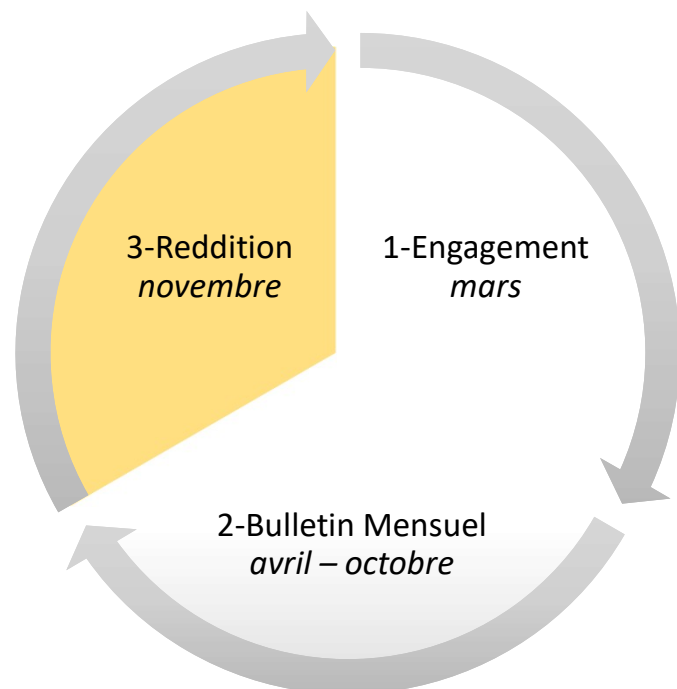 1-Engagement
mars
2-Bulletin Mensuel
avril – octobre
3-Reddition
novembre